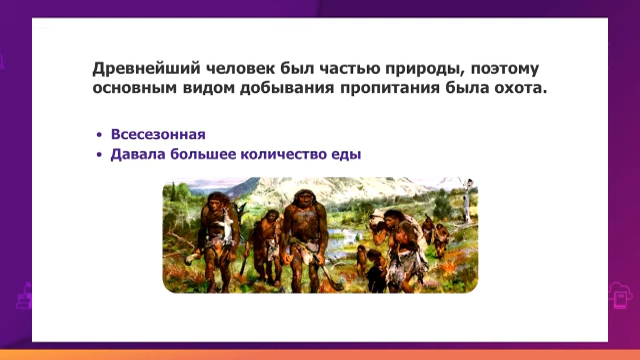 Древнейший человек был частью природы, поэтому
основным видом добывания пропитания была охота.
• Всесезонная
• Давала большее количество еды